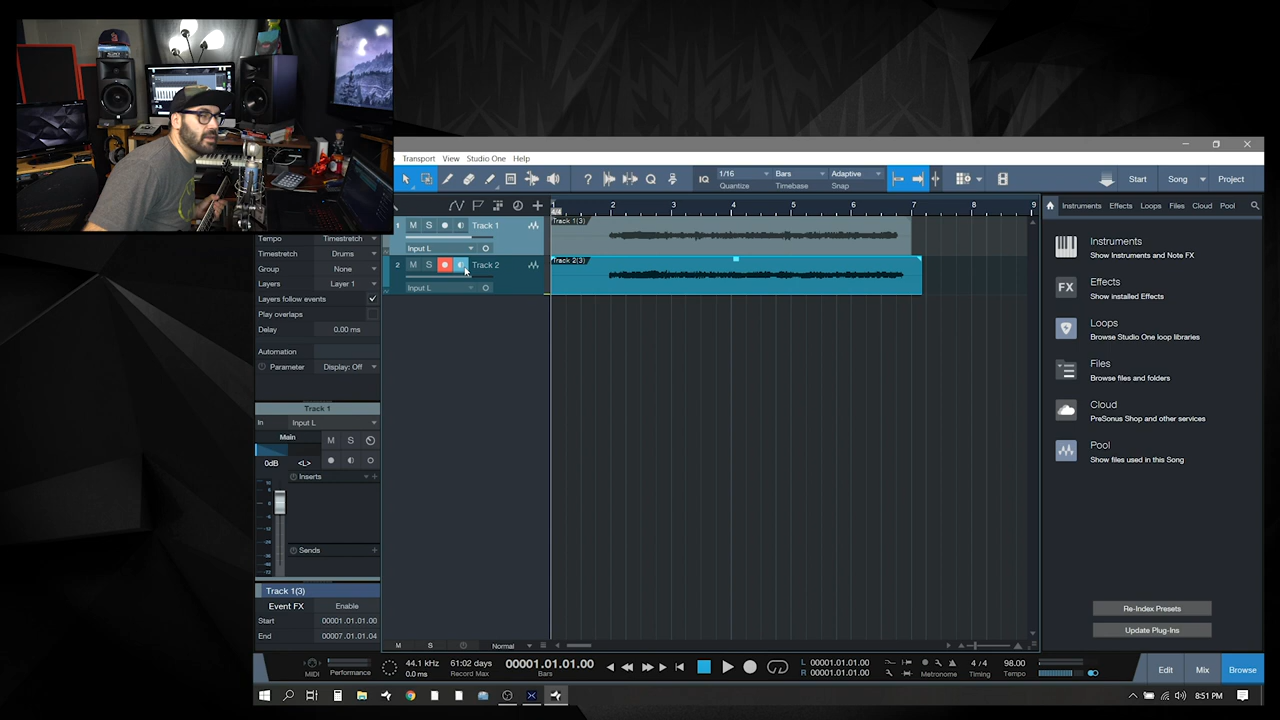 Transport View Studio One Help
IQ 1/16 Bars Adaptive Start Song Project
Quantize Timebase Snap
1 2 3 4 5 6 7 8 9
4/4
Instruments Effects Loops Files Cloud Pool
1 M S Track 1
Input L
2 M S Track 2
Input L
Track 1(3)
Track 2(3)
Tempo Timestretch
Timestretch Drums
Group None
Layers Layer 1
Layers follow events
Play overlaps
Delay 0.00 ms
Automation
Parameter Display: Off
Track 1
In Input L
Main M S
0dB <L>
Inserts
Sends
Track 1(3)
Event FX Enable
Start 00001.01.01.00
End 00007.01.01.04
Instruments
Show Instruments and Note FX
FX Effects
Show installed Effects
Loops
Browse Studio One loop libraries
Files
Browse files and folders
Cloud
PreSonus Shop and other services
Pool
Show files used in this Song
Re-Index Presets
Update Plug-Ins
M S Normal
MIDI Performance
44.1 kHz 61:02 days 00001.01.01.00
0.0 ms Record Max Bars
L 00001.01.01.00
R 00001.01.01.00
Metronome
4 / 4 98.00
Timing Tempo
Edit Mix Browse
8:51 PM